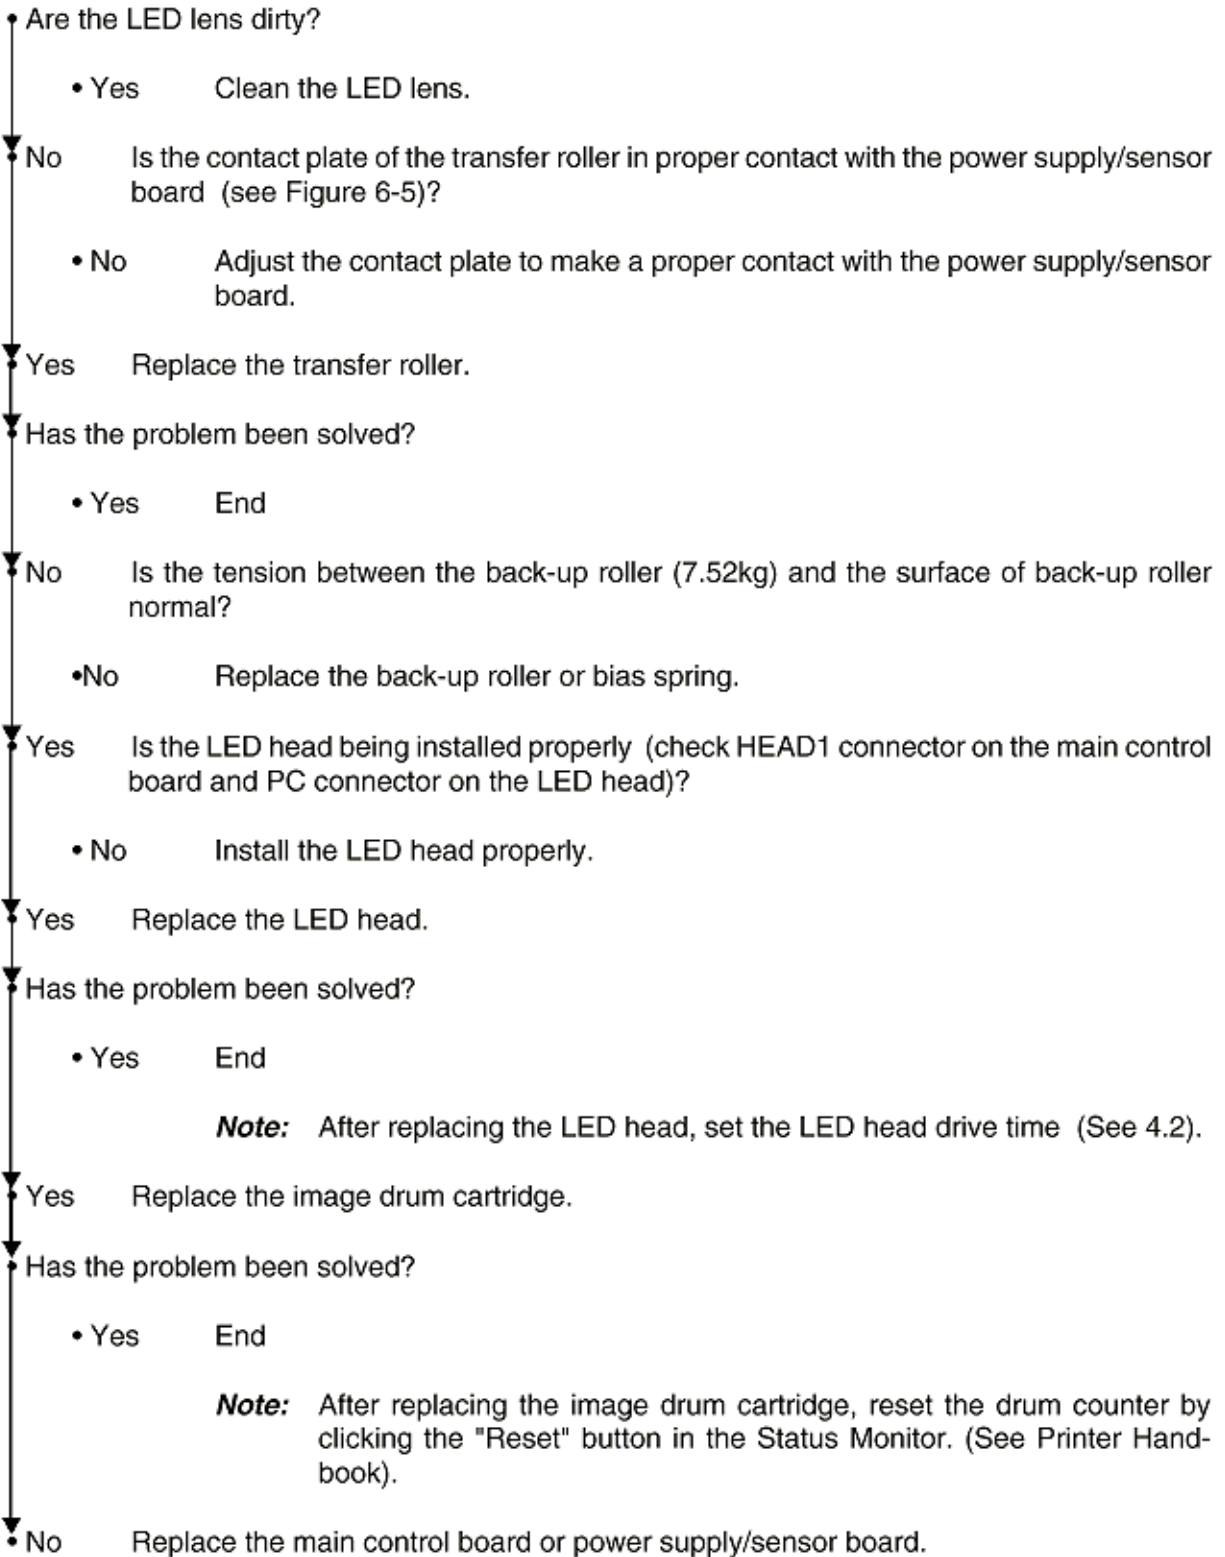 • Are the LED lens dirty?
• Yes Clean the LED lens.
• No Is the contact plate of the transfer roller in proper contact with the power supply/sensor
board (see Figure 6-5)?
• No Adjust the contact plate to make a proper contact with the power supply/sensor
board.
• Yes Replace the transfer roller.
• Has the problem been solved?
• Yes End
• No Is the tension between the back-up roller (7.52kg) and the surface of back-up roller
normal?
•No Replace the back-up roller or bias spring.
• Yes Is the LED head being installed properly (check HEAD1 connector on the main control
board and PC connector on the LED head)?
• No Install the LED head properly.
• Yes Replace the LED head.
• Has the problem been solved?
• Yes End
Note: After replacing the LED head, set the LED head drive time (See 4.2).
• Yes Replace the image drum cartridge.
• Has the problem been solved?
• Yes End
Note: After replacing the image drum cartridge, reset the drum counter by
clicking the "Reset" button in the Status Monitor. (See Printer Hand-
book).
• No Replace the main control board or power supply/sensor board.